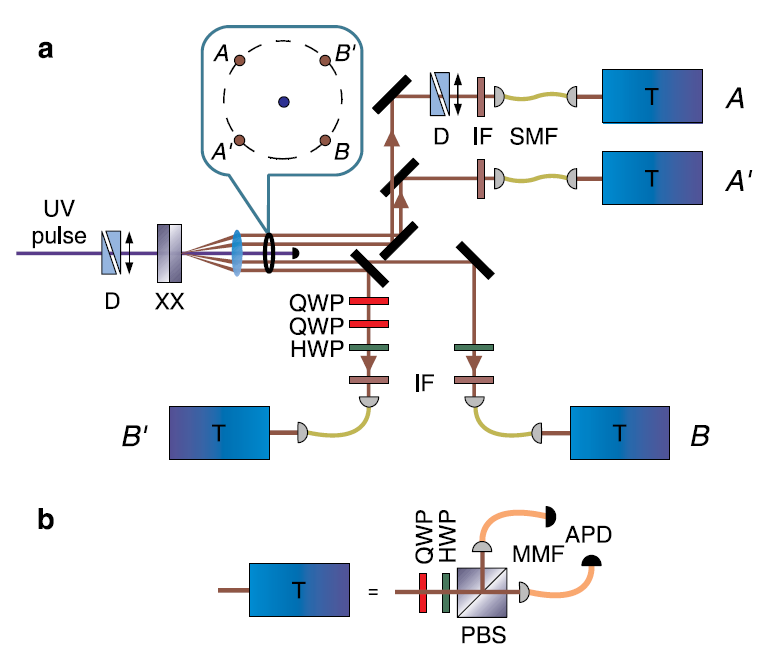 a
A B'
A' B
D IF SMF
T A
T A'
UV
pulse
D XX
QWP
QWP
HWP
IF
B' T
T B
b
T = QWP HWP PBS MMF APD